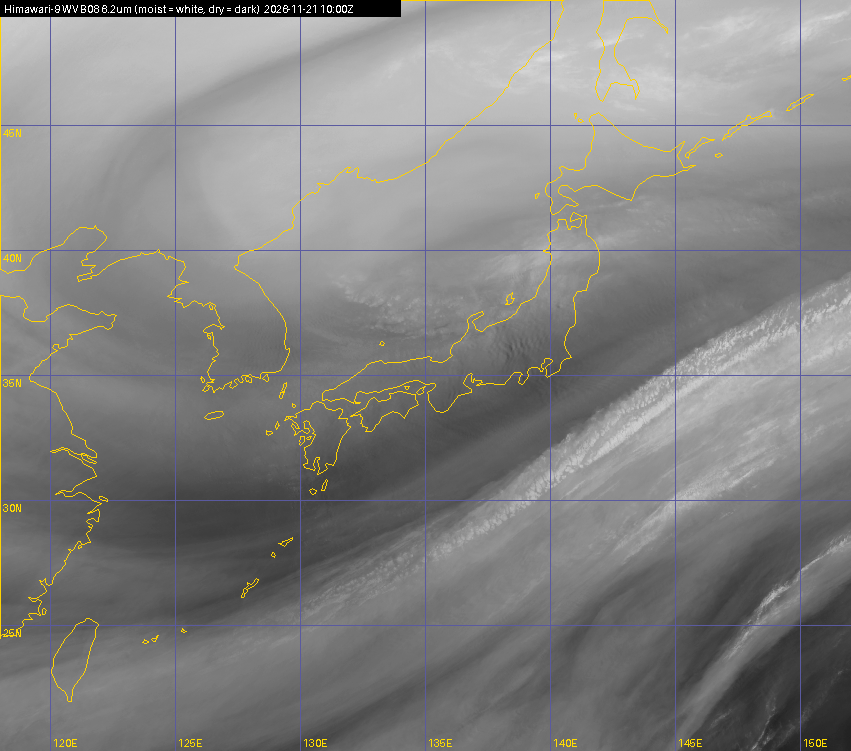 Himawari-9 WV B08 6.2um (moist = white, dry = dark) 2026-11-21 10:00Z
45N
40N
35N
30N
25N
120E 125E 130E 135E 140E 145E 150E